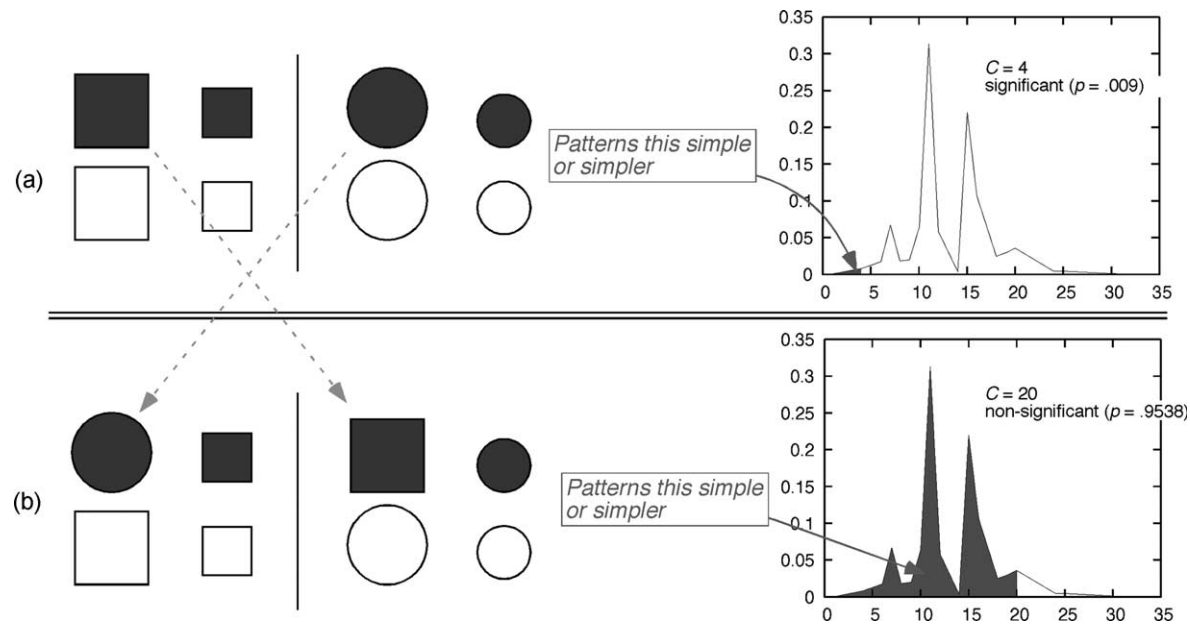 (a)
Patterns this simple
or simpler
0.35
0.3
0.25
0.2
0.15
0.1
0.05
0
C = 4
significant (p = .009)
0 5 10 15 20 25 30 35
(b)
Patterns this simple
or simpler
0.35
0.3
0.25
0.2
0.15
0.1
0.05
0
C = 20
non-significant (p = .9538)
0 5 10 15 20 25 30 35